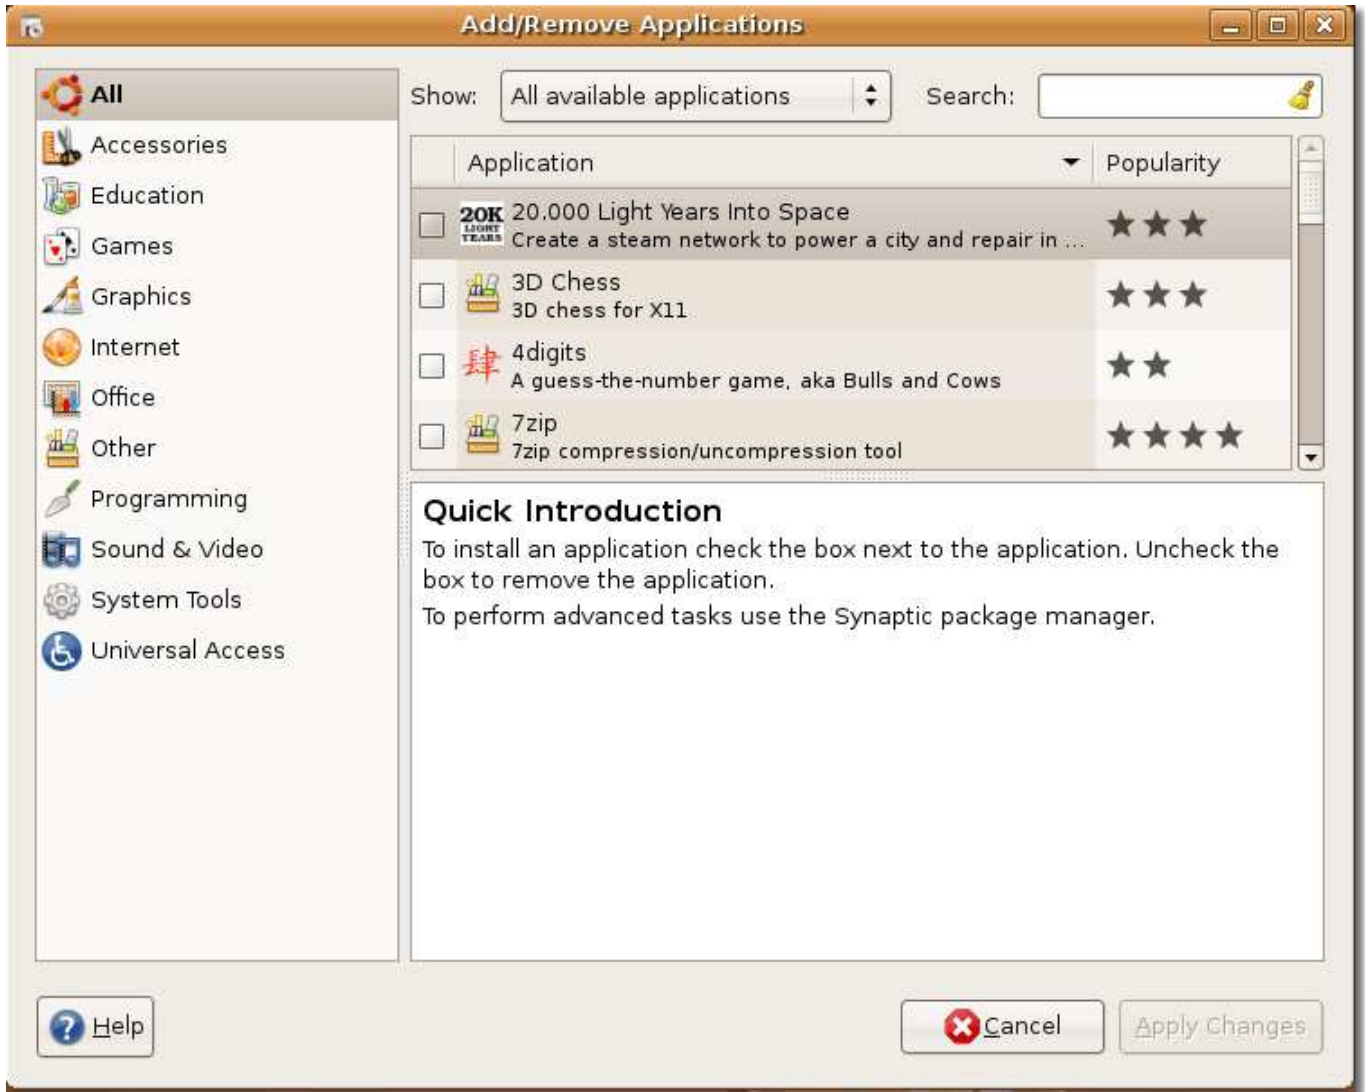 Add/Remove Applications
All
Accessories
Education
Games
Graphics
Internet
Office
Other
Programming
Sound & Video
System Tools
Universal Access
Show:
All available applications
Search:
Application
Popularity
20K
LIGHT
YEARS
20.000 Light Years Into Space
Create a steam network to power a city and repair in ...
3D Chess
3D chess for X11
肆
4digits
A guess-the-number game, aka Bulls and Cows
7zip
7zip compression/uncompression tool
Quick Introduction
To install an application check the box next to the application. Uncheck the
box to remove the application.
To perform advanced tasks use the Synaptic package manager.
Help
Cancel
Apply Changes